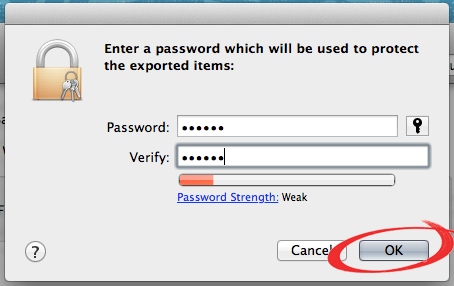 Enter a password which will be used to protect
the exported items:
Password: ••••••
Verify: ••••••
Password Strength: Weak
? Cancel OK